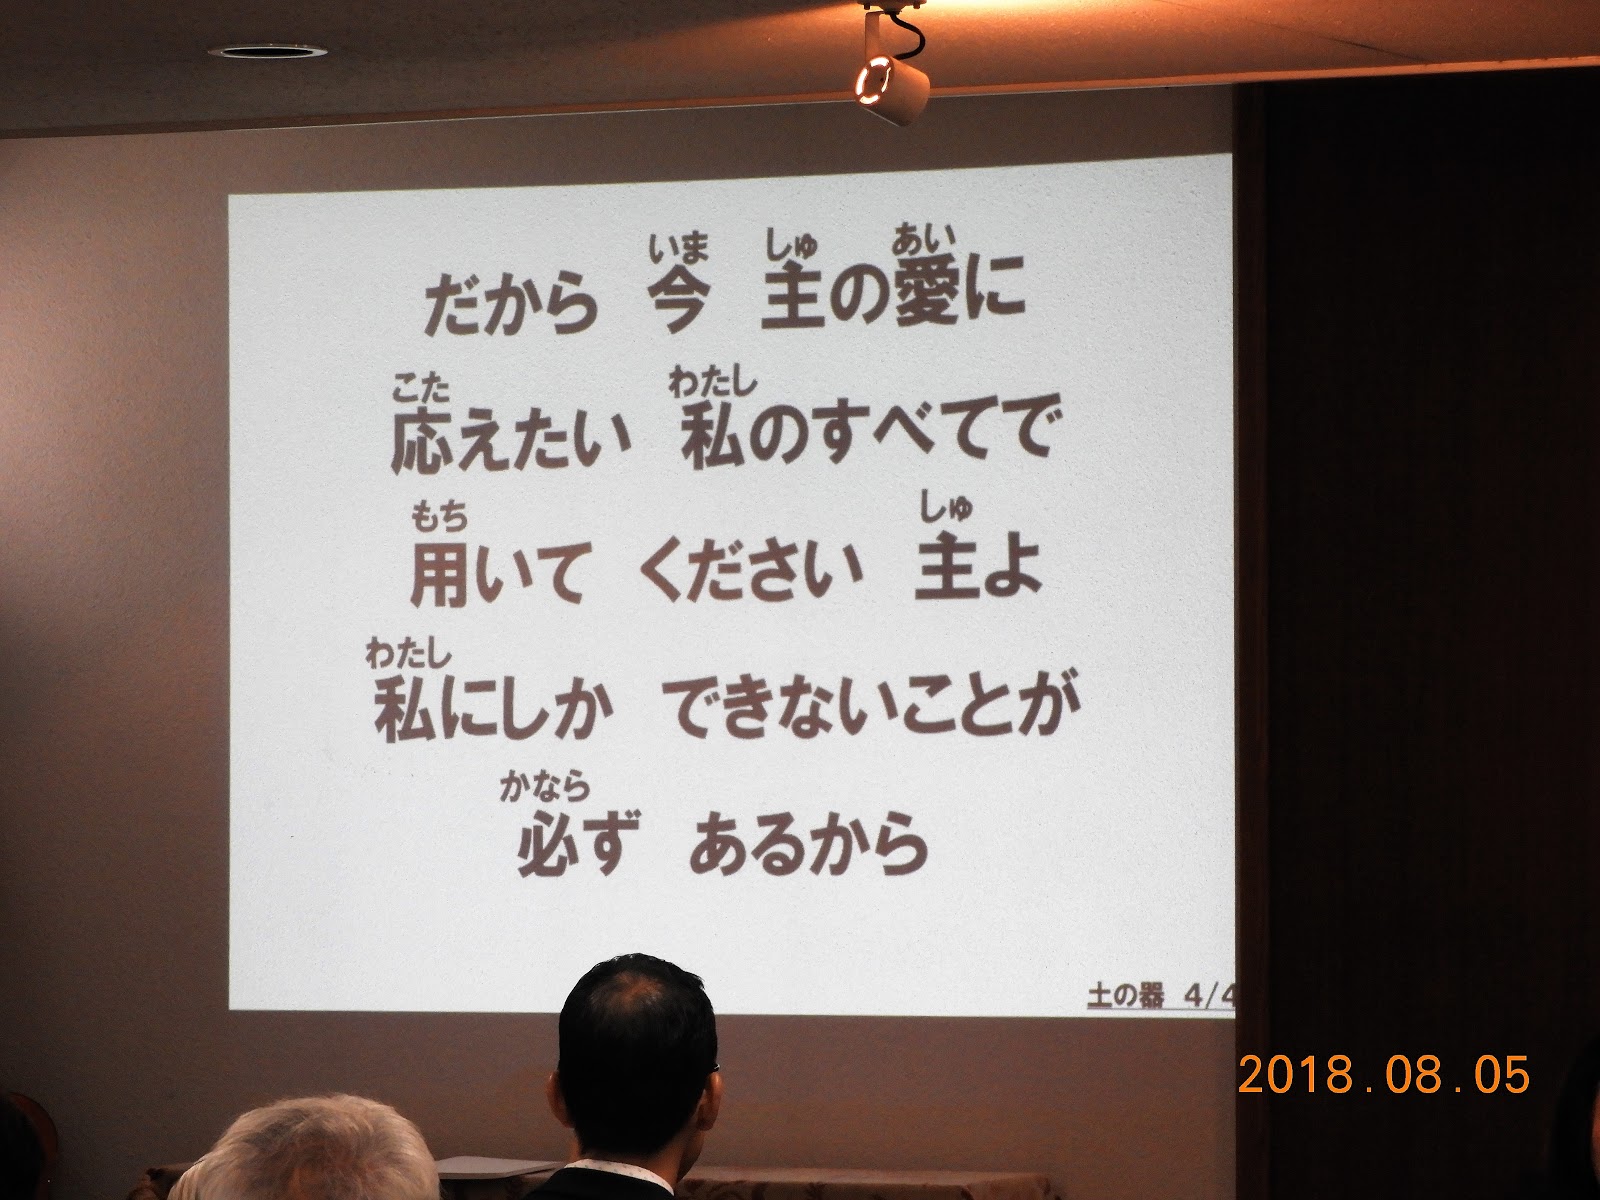 いま しゅ あい
だから 今 主の愛に
こた わたし
応えたい 私のすべてで
もち しゅ
用いて ください 主よ
わたし
私にしか できないことが
かなら
必ず あるから
土の器 4/4
2018.08.05